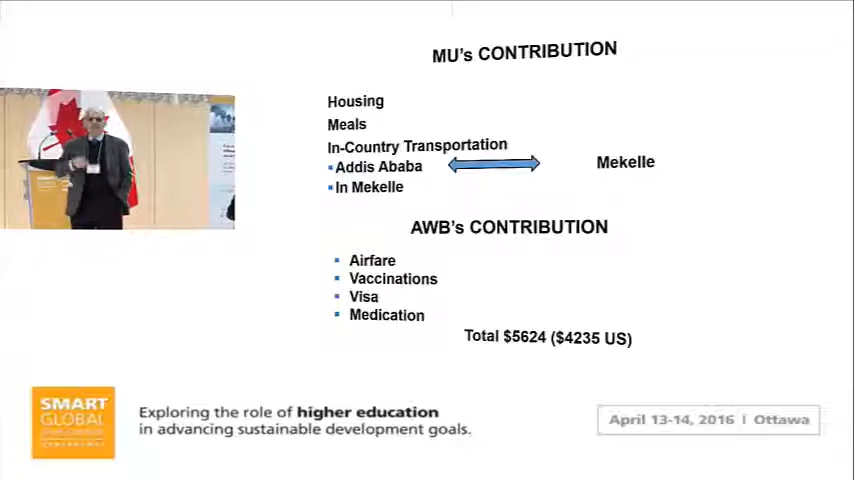 MU's CONTRIBUTION
Housing
Meals
In-Country Transportation
▪Addis Ababa
Mekelle
▪In Mekelle
AWB's CONTRIBUTION
▪ Airfare
▪ Vaccinations
▪ Visa
▪ Medication
Total $5624 ($4235 US)
SMART
GLOBAL
Exploring the role of higher education
in advancing sustainable development goals.
April 13-14, 2016 | Ottawa